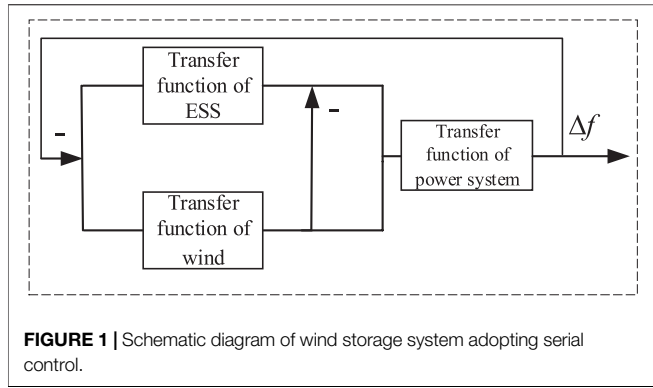 Transfer
function of
ESS
-
-
Transfer
function of
power system
Δf
Transfer
function of
wind
FIGURE 1 | Schematic diagram of wind storage system adopting serial
control.